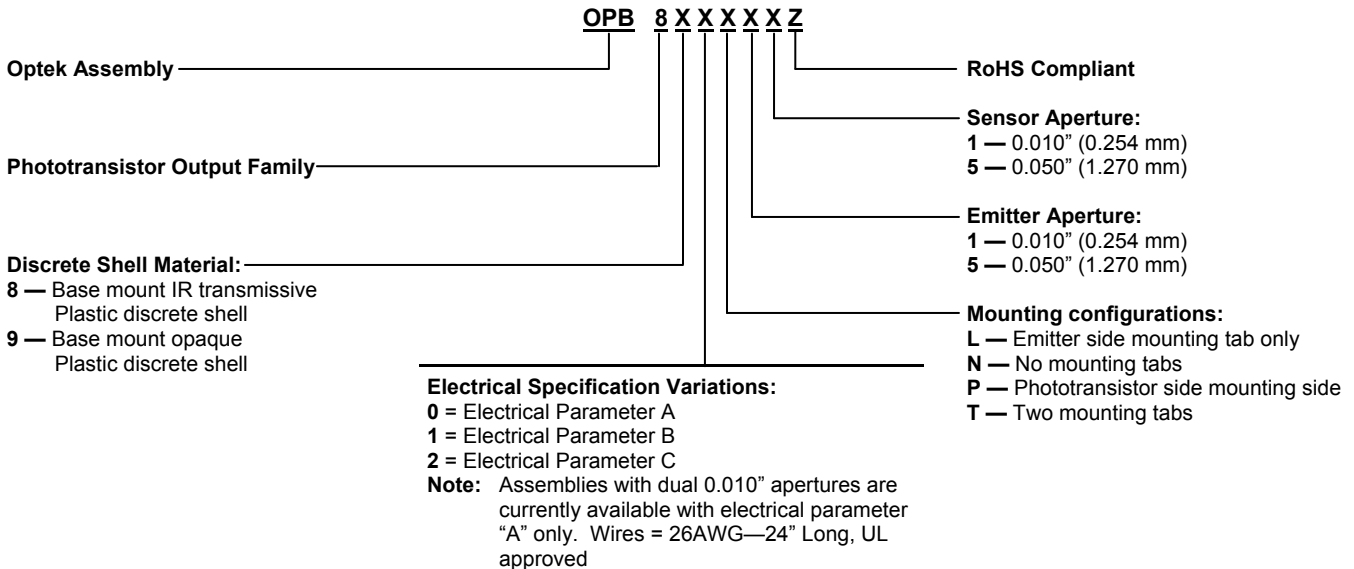 OPB 8 X X X X X Z
Optek Assembly
RoHS Compliant
Sensor Aperture:
1 — 0.010” (0.254 mm)
5 — 0.050” (1.270 mm)
Phototransistor Output Family
Emitter Aperture:
1 — 0.010” (0.254 mm)
5 — 0.050” (1.270 mm)
Discrete Shell Material:
8 — Base mount IR transmissive
Plastic discrete shell
9 — Base mount opaque
Plastic discrete shell
Mounting configurations:
L — Emitter side mounting tab only
N — No mounting tabs
P — Phototransistor side mounting side
T — Two mounting tabs
Electrical Specification Variations:
0 = Electrical Parameter A
1 = Electrical Parameter B
2 = Electrical Parameter C
Note: Assemblies with dual 0.010” apertures are
currently available with electrical parameter
“A” only. Wires = 26AWG—24” Long, UL
approved